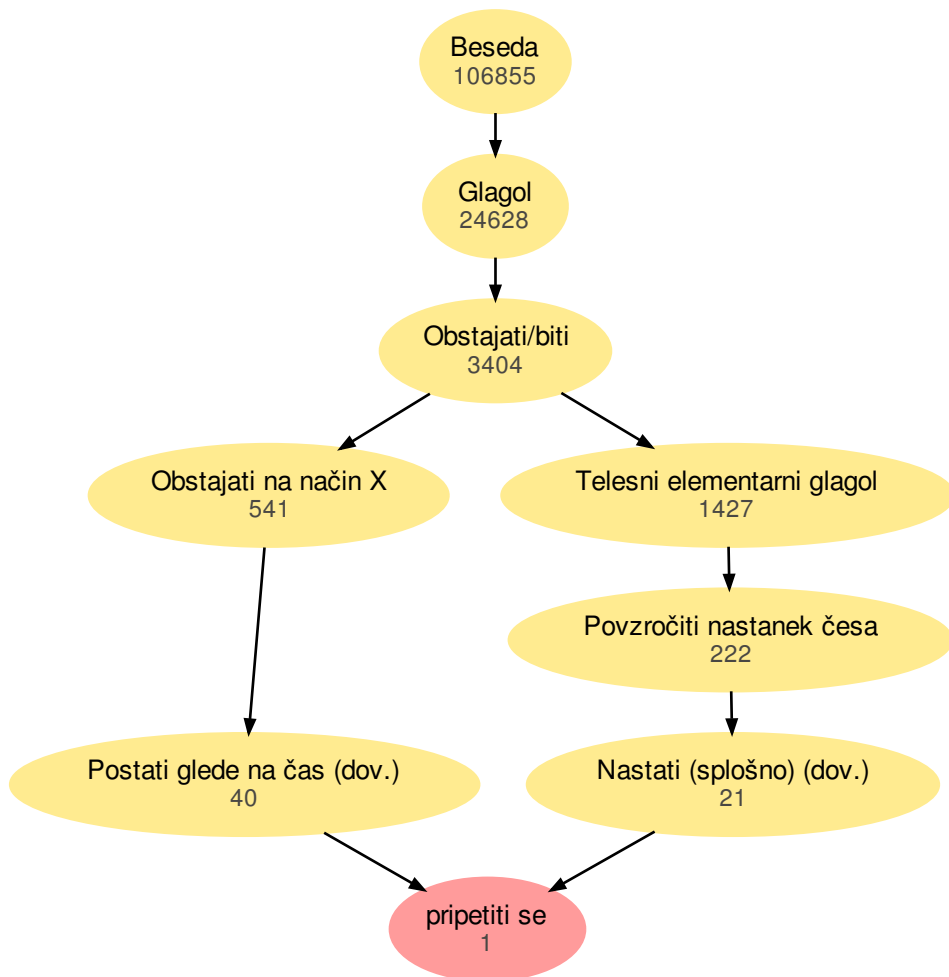 Beseda
106855
Glagol
24628
Obstajati/biti
3404
Obstajati na način X
541
Telesni elementarni glagol
1427
Povzročiti nastanek česa
222
Postati glede na čas (dov.)
40
Nastati (splošno) (dov.)
21
pripetiti se
1